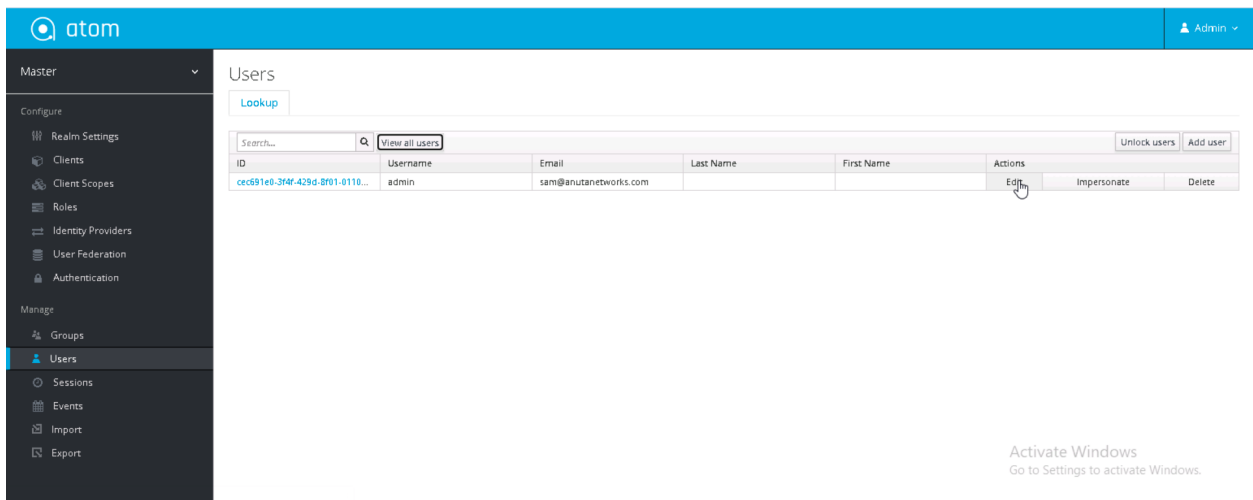 atom
Admin
Master
Users
Lookup
Configure
Realm Settings
Clients
Client Scopes
Roles
Identity Providers
User Federation
Authentication
Manage
Groups
Users
Sessions
Events
Import
Export
Search... View all users Unlock users Add user
ID Username Email Last Name First Name Actions
cec691e0-3f4f-429d-8f01-0110... admin sam@anutanetworks.com Edit Impersonate Delete
Activate Windows
Go to Settings to activate Windows.